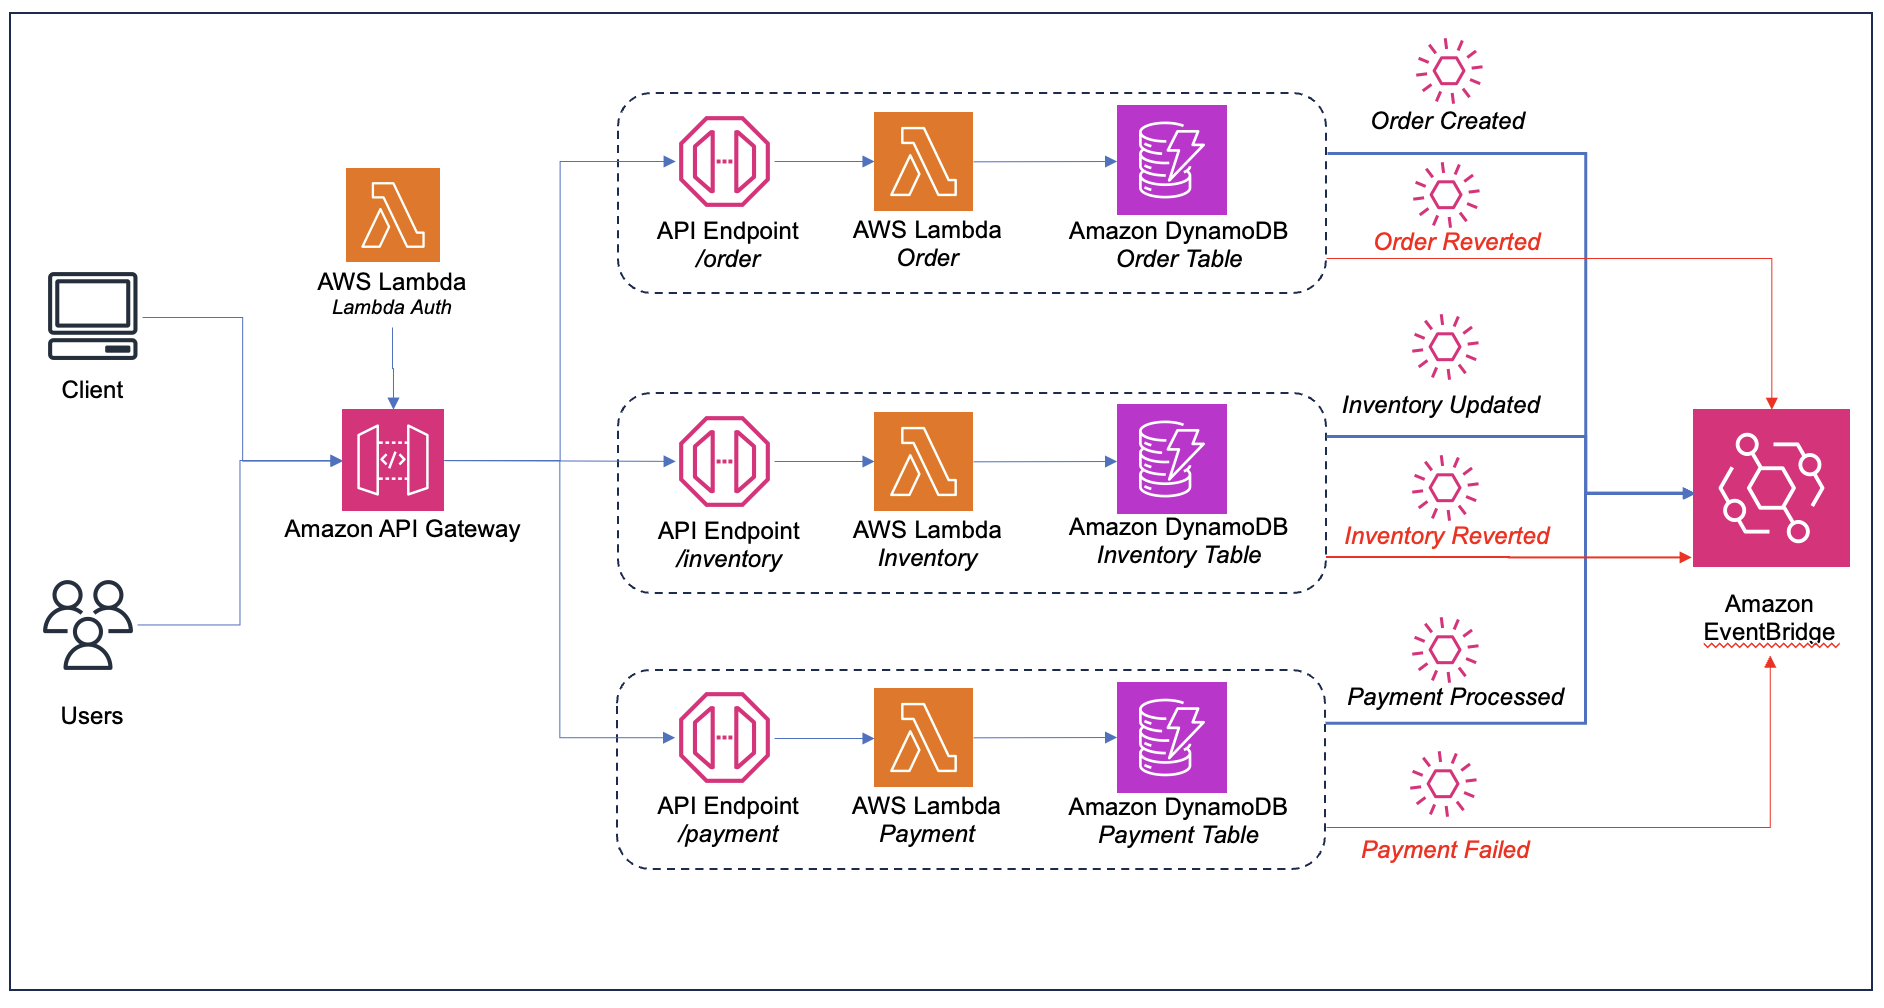 Order Created
Order Reverted
AWS Lambda
Lambda Auth
Client
Amazon API Gateway
</>
Users
API Endpoint
/order
AWS Lambda
Order
Amazon DynamoDB
Order Table
Inventory Updated
Inventory Reverted
API Endpoint
/inventory
AWS Lambda
Inventory
Amazon DynamoDB
Inventory Table
Payment Processed
Payment Failed
API Endpoint
/payment
AWS Lambda
Payment
Amazon DynamoDB
Payment Table
Amazon
EventBridge